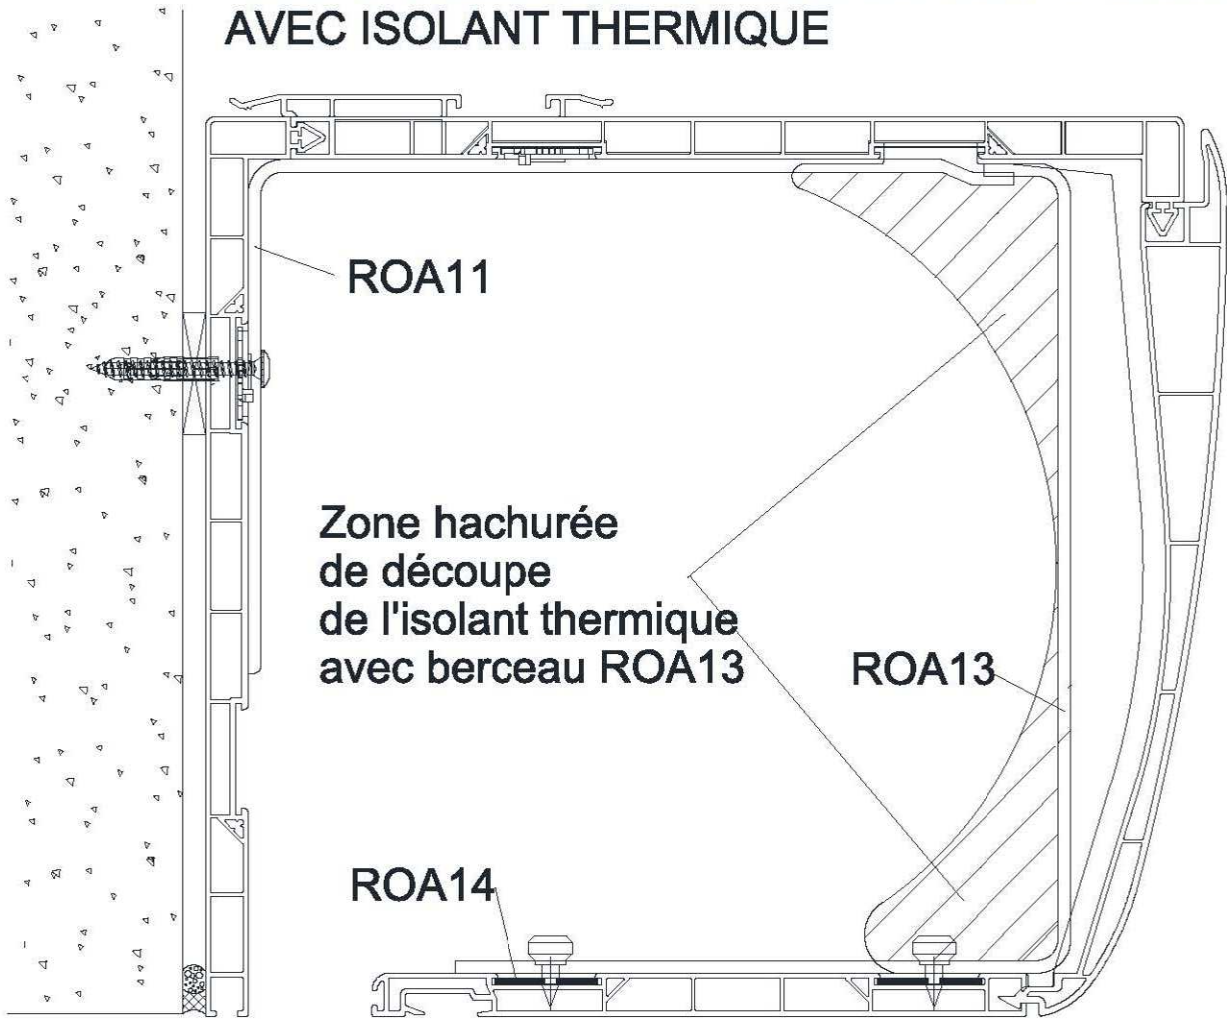 AVEC ISOLANT THERMIQUE
ROA11
Zone hachurée
de découpe
de l'isolant thermique
avec berceau ROA13
ROA13
ROA14